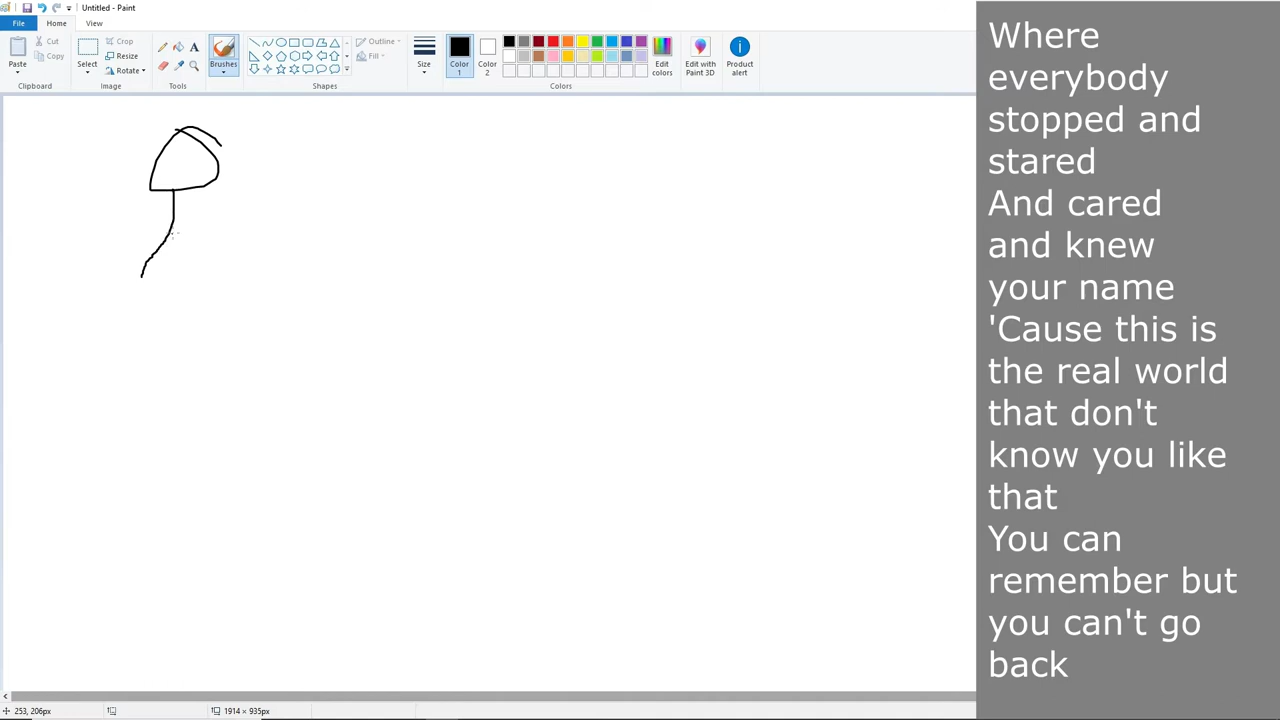 Untitled - Paint
File Home View
Paste
Cut
Copy
Clipboard
Select
Crop
Resize
Rotate
Image
A
Tools
Brushes
Outline
Fill
Shapes
Size
Color 1
Color 2
Edit colors
Colors
Edit with Paint 3D
Product alert
Where
everybody
stopped and
stared
And cared
and knew
your name
'Cause this is
the real world
that don't
know you like
that
You can
remember but
you can't go
back
253, 206px
1914 × 935px